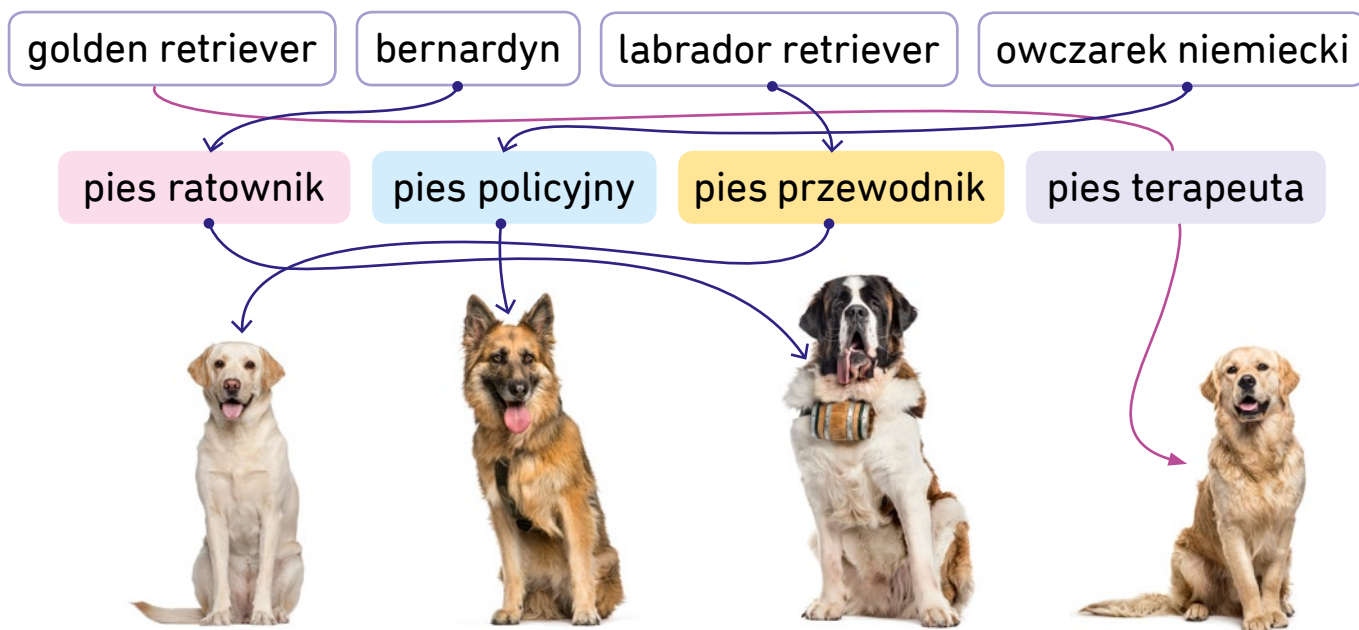 golden retriever
bernardyn
labrador retriever
owczarek niemiecki
pies ratownik
pies policyjny
pies przewodnik
pies terapeuta